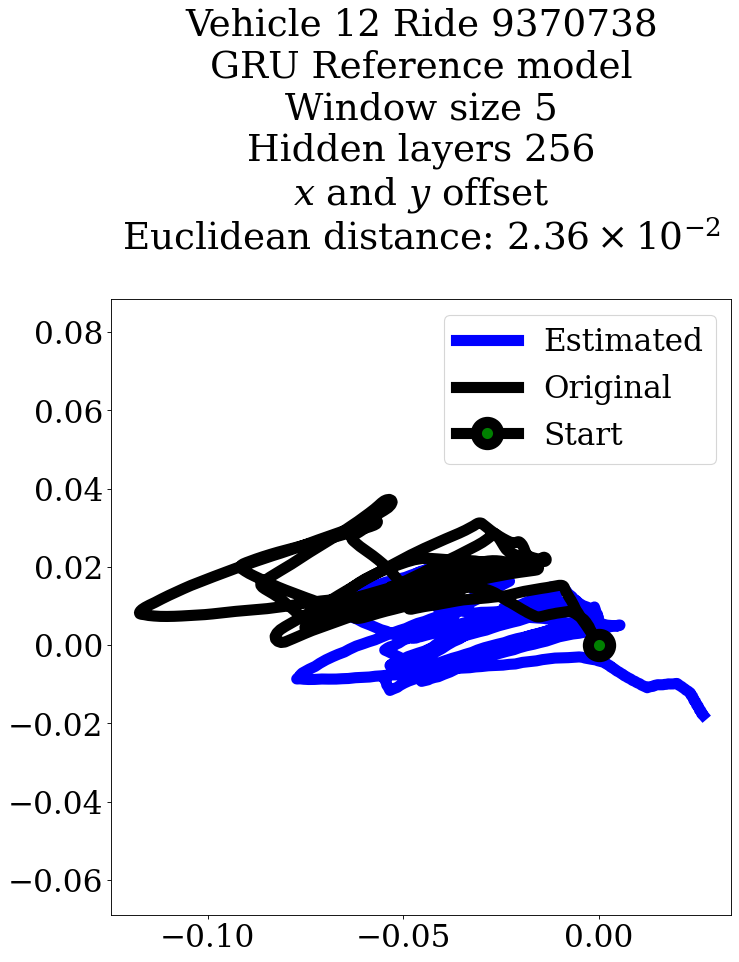 Vehicle 12 Ride 9370738
GRU Reference model
Window size 5
Hidden layers 256
x and y offset
Euclidean distance: 2.36 × 10⁻²
Estimated
Original
Start
0.08
0.06
0.04
0.02
0.00
−0.02
−0.04
−0.06
−0.10
−0.05
0.00